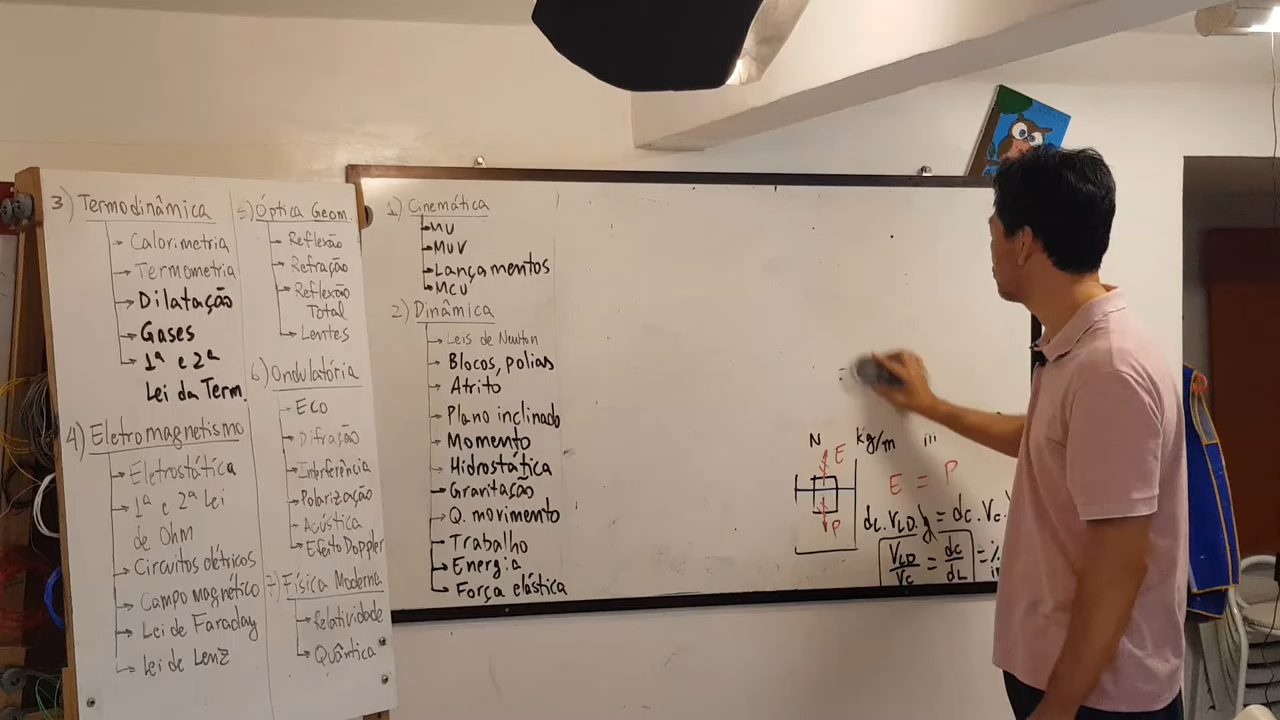 3) Termodinâmica
Calorimetria
Termometria
Dilatação
Gases
1ª e 2ª
Lei da Term.
4) Eletromagnetismo
Eletrostática
1ª e 2ª Lei
de Ohm
Circuitos elétricos
Campo magnético
Lei de Faraday
Lei de Lenz
5) Óptica Geom.
Reflexão
Refração
Reflexão
Total
Lentes
6) Ondulatória
Eco
Difração
Interferência
Polarização
Acústica
Efeito Doppler
7) Física Moderna
Relatividade
Quântica
1) Cinemática
MU
MUV
Lançamentos
MCU
2) Dinâmica
Leis de Newton
Blocos, polias
Atrito
Plano inclinado
Momento
Hidrostática
Gravitação
Q. movimento
Trabalho
Energia
Força elástica
N
E
P
kg/m
E = P
dL.VLD.g = dc.Vc.
VLD/Vc = dc/dL =